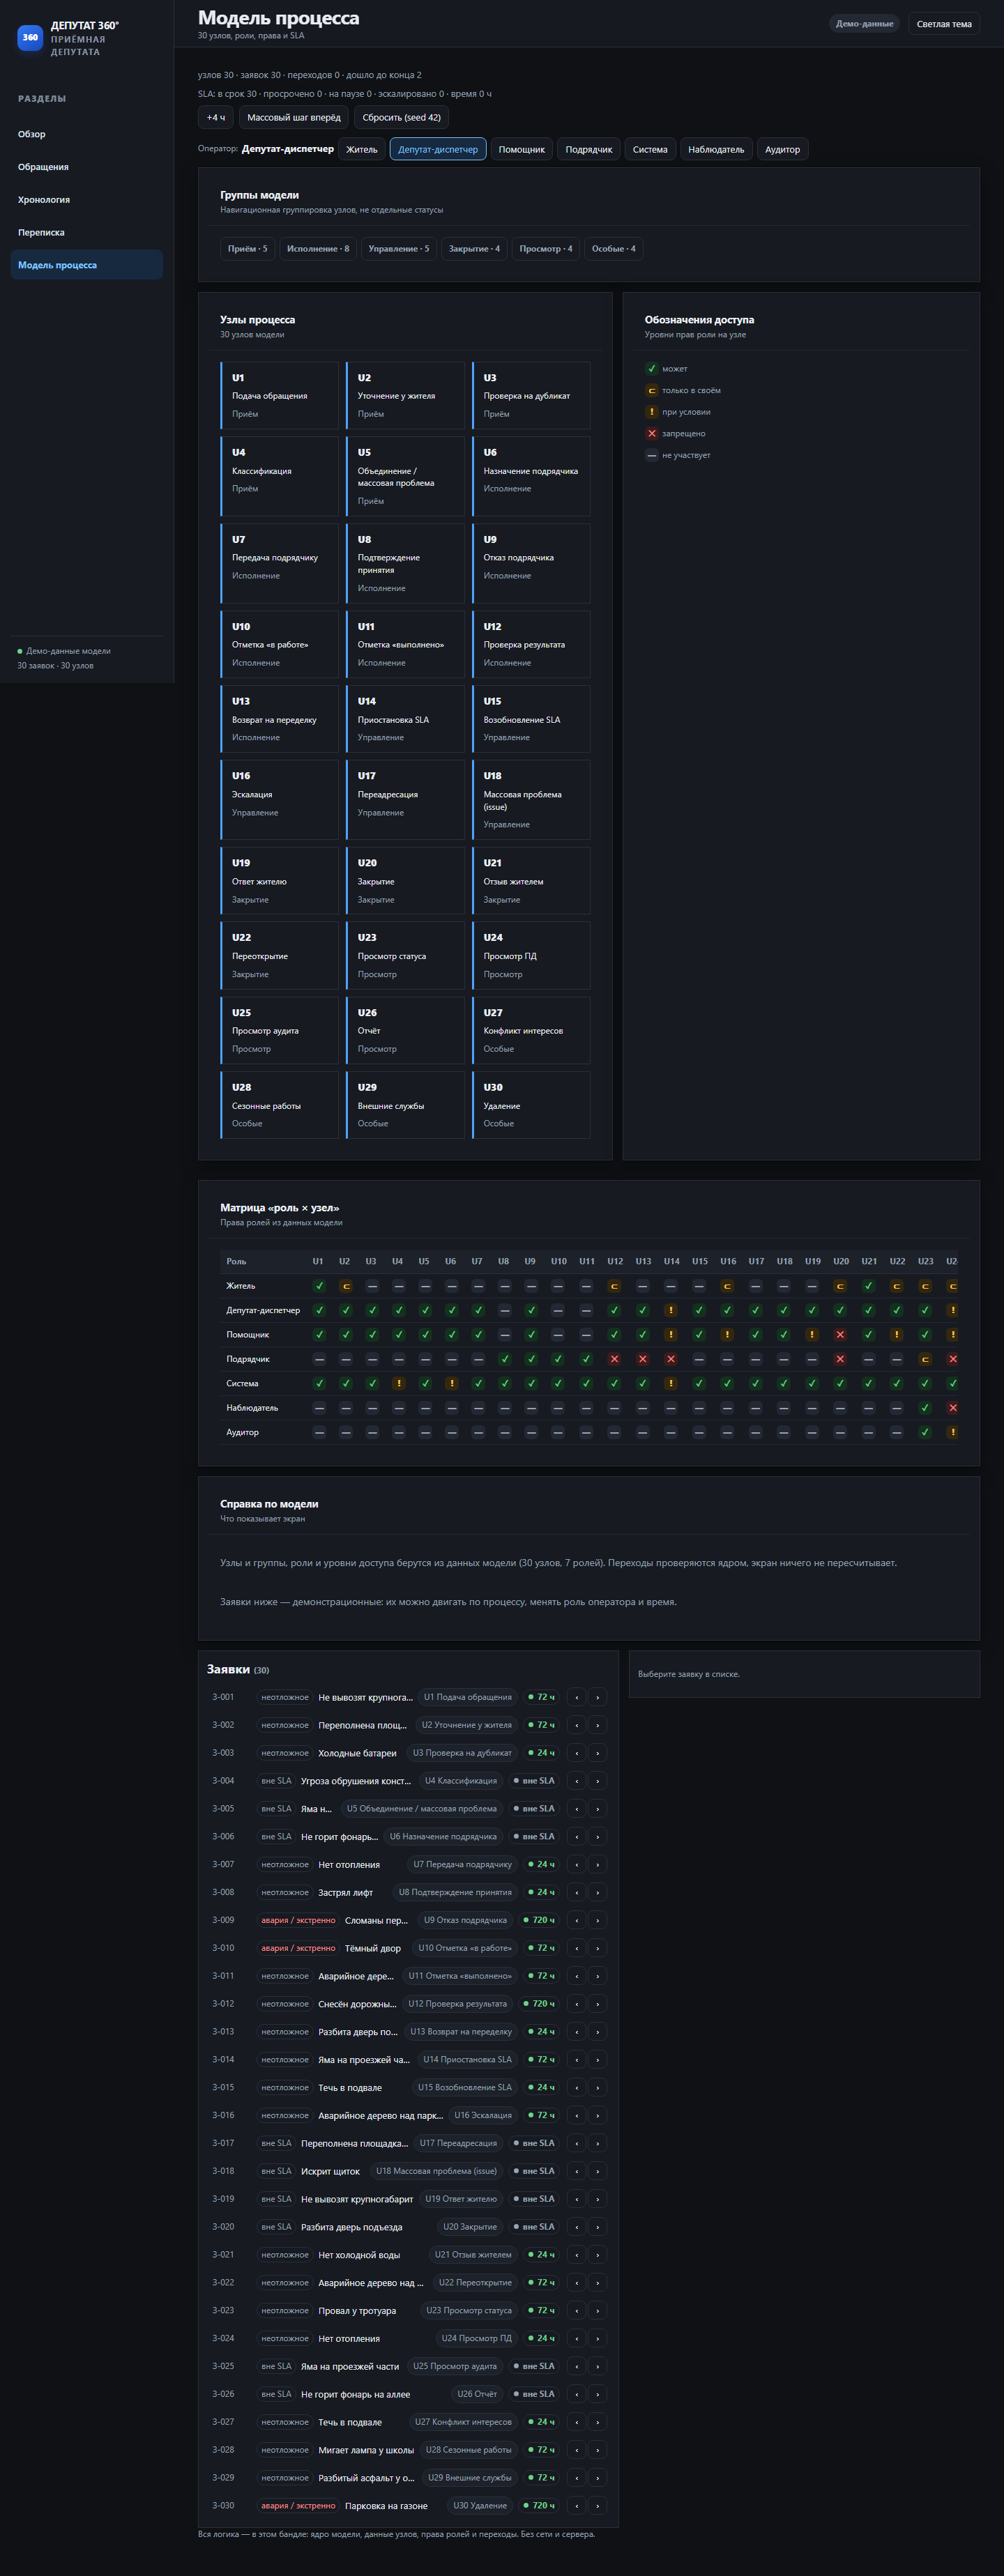 360
ДЕПУТАТ 360°
ПРИЁМНАЯ
ДЕПУТАТА
РАЗДЕЛЫ
Обзор
Обращения
Хронология
Переписка
Модель процесса
Демо-данные модели
30 заявок · 30 узлов
Модель процесса
30 узлов, роли, права и SLA
Демо-данные
Светлая тема
узлов 30 · заявок 30 · переходов 0 · дошло до конца 2
SLA: в срок 30 · просрочено 0 · на паузе 0 · эскалировано 0 · время 0 ч
+4 ч Массовый шаг вперёд Сбросить (seed 42)
Оператор: Депутат-диспетчер Житель Депутат-диспетчер Помощник Подрядчик Система Наблюдатель Аудитор
Группы модели
Навигационная группировка узлов, не отдельные статусы
Приём · 5 Исполнение · 8 Управление · 5 Закрытие · 4 Просмотр · 4 Особые · 4
Узлы процесса
30 узлов модели
U1
Подача обращения
Приём
U2
Уточнение у жителя
Приём
U3
Проверка на дубликат
Приём
U4
Классификация
Приём
U5
Объединение /
массовая проблема
Приём
U6
Назначение подрядчика
Исполнение
U7
Передача подрядчику
Исполнение
U8
Подтверждение
принятия
Исполнение
U9
Отказ подрядчика
Исполнение
U10
Отметка «в работе»
Исполнение
U11
Отметка «выполнено»
Исполнение
U12
Проверка результата
Исполнение
U13
Возврат на переделку
Исполнение
U14
Приостановка SLA
Управление
U15
Возобновление SLA
Управление
U16
Эскалация
Управление
U17
Переадресация
Управление
U18
Массовая проблема
(issue)
Управление
U19
Ответ жителю
Закрытие
U20
Закрытие
Закрытие
U21
Отзыв жителем
Закрытие
U22
Переоткрытие
Закрытие
U23
Просмотр статуса
Просмотр
U24
Просмотр ПД
Просмотр
U25
Просмотр аудита
Просмотр
U26
Отчёт
Просмотр
U27
Конфликт интересов
Особые
U28
Сезонные работы
Особые
U29
Внешние службы
Особые
U30
Удаление
Особые
Обозначения доступа
Уровни прав роли на узле
✓ может
⊂ только в своём
! при условии
✕ запрещено
— не участвует
Матрица «роль × узел»
Права ролей из данных модели
Роль U1 U2 U3 U4 U5 U6 U7 U8 U9 U10 U11 U12 U13 U14 U15 U16 U17 U18 U19 U20 U21 U22 U23 U2
Житель ✓ ⊂ — — — — — — — — — ⊂ — — — ⊂ — — — ⊂ ✓ ⊂ ⊂ ⊂
Депутат-диспетчер ✓ ✓ ✓ ✓ ✓ ✓ ✓ — ✓ — — ✓ ✓ ! ✓ ✓ ✓ ✓ ✓ ✓ ✓ ✓ ✓ !
Помощник ✓ ✓ ✓ ✓ ✓ ✓ ✓ — ✓ — — ✓ ✓ ! ✓ ! ✓ ✓ ! ✕ ✓ ! ✓ !
Подрядчик — — — — — — — ✓ ✓ ✓ ✓ ✕ ✕ ✕ — — — — — ✕ — — ⊂ ✕
Система ✓ ✓ ✓ ! ✓ ! ✓ ✓ ✓ ✓ ✓ ✓ ✓ ! ✓ ✓ ✓ ✓ ✓ ✓ ✓ ✓ ✓ ✓
Наблюдатель — — — — — — — — — — — — — — — — — — — — — — ✓ ✕
Аудитор — — — — — — — — — — — — — — — — — — — — — — ✓ !
Справка по модели
Что показывает экран
Узлы и группы, роли и уровни доступа берутся из данных модели (30 узлов, 7 ролей). Переходы проверяются ядром, экран ничего не пересчитывает.
Заявки ниже — демонстрационные: их можно двигать по процессу, менять роль оператора и время.
Заявки (30)
З-001 неотложное Не вывозят крупнога... U1 Подача обращения 72 ч ‹ ›
З-002 неотложное Переполнена площ... U2 Уточнение у жителя 72 ч ‹ ›
З-003 неотложное Холодные батареи U3 Проверка на дубликат 24 ч ‹ ›
З-004 вне SLA Угроза обрушения конст... U4 Классификация вне SLA ‹ ›
З-005 вне SLA Яма н... U5 Объединение / массовая проблема вне SLA ‹ ›
З-006 вне SLA Не горит фонарь... U6 Назначение подрядчика вне SLA ‹ ›
З-007 неотложное Нет отопления U7 Передача подрядчику 24 ч ‹ ›
З-008 неотложное Застрял лифт U8 Подтверждение принятия 24 ч ‹ ›
З-009 авария / экстренно Сломаны пер... U9 Отказ подрядчика 720 ч ‹ ›
З-010 авария / экстренно Тёмный двор U10 Отметка «в работе» 72 ч ‹ ›
З-011 неотложное Аварийное дере... U11 Отметка «выполнено» 72 ч ‹ ›
З-012 неотложное Снесён дорожны... U12 Проверка результата 720 ч ‹ ›
З-013 неотложное Разбита дверь по... U13 Возврат на переделку 24 ч ‹ ›
З-014 неотложное Яма на проезжей ча... U14 Приостановка SLA 72 ч ‹ ›
З-015 неотложное Течь в подвале U15 Возобновление SLA 24 ч ‹ ›
З-016 неотложное Аварийное дерево над парк... U16 Эскалация 72 ч ‹ ›
З-017 вне SLA Переполнена площадка... U17 Переадресация вне SLA ‹ ›
З-018 вне SLA Искрит щиток U18 Массовая проблема (issue) вне SLA ‹ ›
З-019 вне SLA Не вывозят крупногабарит U19 Ответ жителю вне SLA ‹ ›
З-020 вне SLA Разбита дверь подъезда U20 Закрытие вне SLA ‹ ›
З-021 неотложное Нет холодной воды U21 Отзыв жителем 24 ч ‹ ›
З-022 неотложное Аварийное дерево над ... U22 Переоткрытие 72 ч ‹ ›
З-023 неотложное Провал у тротуара U23 Просмотр статуса 72 ч ‹ ›
З-024 неотложное Нет отопления U24 Просмотр ПД 24 ч ‹ ›
З-025 вне SLA Яма на проезжей части U25 Просмотр аудита вне SLA ‹ ›
З-026 вне SLA Не горит фонарь на аллее U26 Отчёт вне SLA ‹ ›
З-027 неотложное Течь в подвале U27 Конфликт интересов 24 ч ‹ ›
З-028 неотложное Мигает лампа у школы U28 Сезонные работы 72 ч ‹ ›
З-029 неотложное Разбитый асфальт у о... U29 Внешние службы 72 ч ‹ ›
З-030 авария / экстренно Парковка на газоне U30 Удаление 720 ч ‹ ›
Выберите заявку в списке.
Вся логика — в этом бандле: ядро модели, данные узлов, права ролей и переходы. Без сети и сервера.